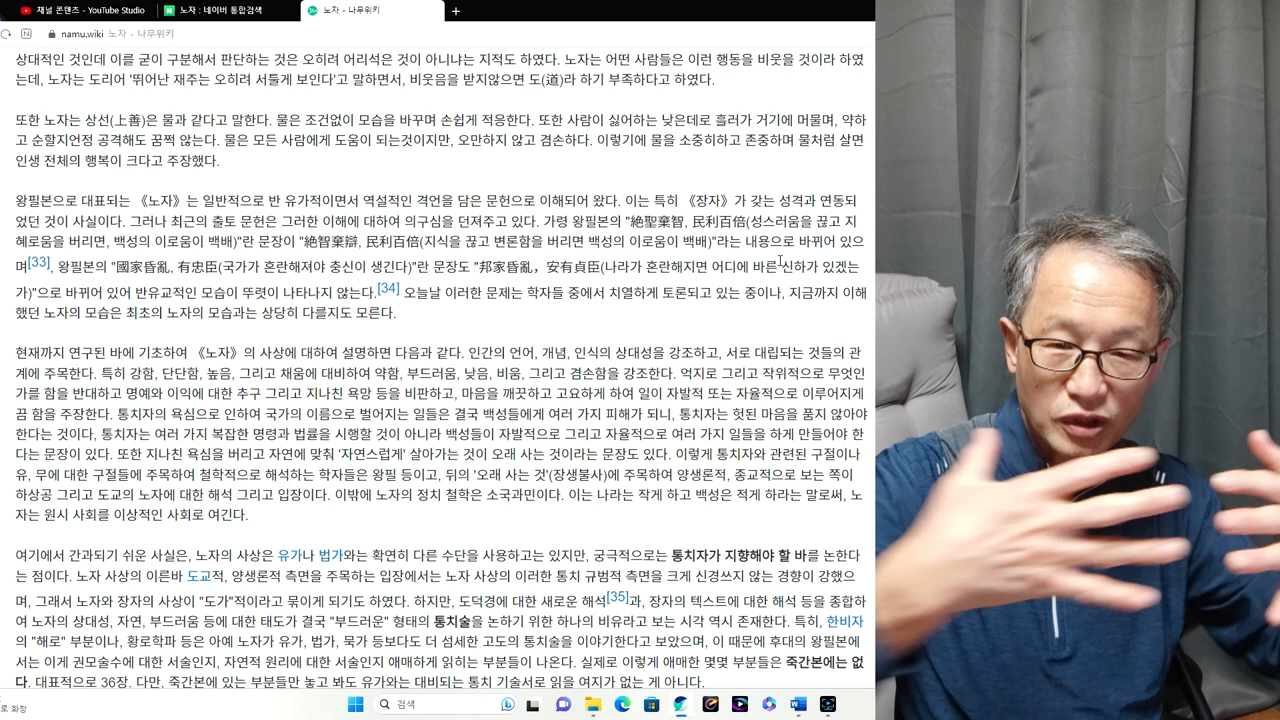 채널 콘텐츠 - YouTube Studio
노자 : 네이버 통합검색
노자 - 나무위키
namu.wiki 노자 - 나무위키
상대적인 것인데 이를 굳이 구분해서 판단하는 것은 오히려 어리석은 것이 아니냐는 지적도 하였다. 노자는 어떤 사람들은 이런 행동을 비웃을 것이라 하였
는데, 노자는 도리어 '뛰어난 재주는 오히려 서툴게 보인다'고 말하면서, 비웃음을 받지않으면 도(道)라 하기 부족하다고 하였다.
또한 노자는 상선(上善)은 물과 같다고 말한다. 물은 조건없이 모습을 바꾸며 손쉽게 적응한다. 또한 사람이 싫어하는 낮은데로 흘러가 거기에 머물며, 약하
고 순할지언정 공격해도 꿈쩍 않는다. 물은 모든 사람에게 도움이 되는것이지만, 오만하지 않고 겸손하다. 이렇기에 물을 소중히하고 존중하며 물처럼 살면
인생 전체의 행복이 크다고 주장했다.
왕필본으로 대표되는 《노자》는 일반적으로 반 유가적이면서 역설적인 격언을 담은 문헌으로 이해되어 왔다. 이는 특히 《장자》가 갖는 성격과 연동되
었던 것이 사실이다. 그러나 최근의 출토 문헌은 그러한 이해에 대하여 의구심을 던져주고 있다. 가령 왕필본의 "絶聖棄智, 民利百倍(성스러움을 끊고 지
혜로움을 버리면, 백성의 이로움이 백배)"란 문장이 "絶智棄辯, 民利百倍(지식을 끊고 변론함을 버리면 백성의 이로움이 백배)"라는 내용으로 바뀌어 있으
며[33], 왕필본의 "國家昏亂, 有忠臣(국가가 혼란해져야 충신이 생긴다)"란 문장도 "邦家昏亂，安有貞臣(나라가 혼란해지면 어디에 바른 신하가 있겠는
가)"으로 바뀌어 있어 반유교적인 모습이 뚜렷이 나타나지 않는다.[34] 오늘날 이러한 문제는 학자들 중에서 치열하게 토론되고 있는 중이나, 지금까지 이해
했던 노자의 모습은 최초의 노자의 모습과는 상당히 다를지도 모른다.
현재까지 연구된 바에 기초하여 《노자》의 사상에 대하여 설명하면 다음과 같다. 인간의 언어, 개념, 인식의 상대성을 강조하고, 서로 대립되는 것들의 관
계에 주목한다. 특히 강함, 단단함, 높음, 그리고 채움에 대비하여 약함, 부드러움, 낮음, 비움, 그리고 겸손함을 강조한다. 억지로 그리고 작위적으로 무엇인
가를 함을 반대하고 명예와 이익에 대한 추구 그리고 지나친 욕망 등을 비판하고, 마음을 깨끗하고 고요하게 하여 일이 자발적 또는 자율적으로 이루어지게
끔 함을 주장한다. 통치자의 욕심으로 인하여 국가의 이름으로 벌어지는 일들은 결국 백성들에게 여러 가지 피해가 되니, 통치자는 헛된 마음을 품지 않아야
한다는 것이다, 통치자는 여러 가지 복잡한 명령과 법률을 시행할 것이 아니라 백성들이 자발적으로 그리고 자율적으로 여러 가지 일들을 하게 만들어야 한
다는 문장이 있다. 또한 지나친 욕심을 버리고 자연에 맞춰 '자연스럽게' 살아가는 것이 오래 사는 것이라는 문장도 있다. 이렇게 통치자와 관련된 구절이나
유, 무에 대한 구절들에 주목하여 철학적으로 해석하는 학자들은 왕필 등이고, 뒤의 '오래 사는 것'(장생불사)에 주목하여 양생론적, 종교적으로 보는 쪽이
하상공 그리고 도교의 노자에 대한 해석 그리고 입장이다. 이밖에 노자의 정치 철학은 소국과민이다. 이는 나라는 작게 하고 백성은 적게 하라는 말로써, 노
자는 원시 사회를 이상적인 사회로 여긴다.
여기에서 간과되기 쉬운 사실은, 노자의 사상은 유가나 법가와는 확연히 다른 수단을 사용하고는 있지만, 궁극적으로는 통치자가 지향해야 할 바를 논한다
는 점이다. 노자 사상의 이른바 도교적, 양생론적 측면을 주목하는 입장에서는 노자 사상의 이러한 통치 규범적 측면을 크게 신경쓰지 않는 경향이 강했으
며, 그래서 노자와 장자의 사상이 "도가"적이라고 묶이게 되기도 하였다. 하지만, 도덕경에 대한 새로운 해석[35]과, 장자의 텍스트에 대한 해석 등을 종합하
여 노자의 상대성, 자연, 부드러움 등에 대한 태도가 결국 "부드러운" 형태의 통치술을 논하기 위한 하나의 비유라고 보는 시각 역시 존재한다. 특히, 한비자
의 "해로" 부분이나, 황로학파 등은 아예 노자가 유가, 법가, 묵가 등보다도 더 섬세한 고도의 통치술을 이야기한다고 보았으며, 이 때문에 후대의 왕필본에
서는 이게 권모술수에 대한 서술인지, 자연적 원리에 대한 서술인지 애매하게 읽히는 부분들이 나온다. 실제로 이렇게 애매한 몇몇 부분들은 죽간본에는 없
다. 대표적으로 36장. 다만, 죽간본에 있는 부분들만 놓고 봐도 유가와는 대비되는 통치 기술서로 읽을 여지가 없는 게 아니다.
검색